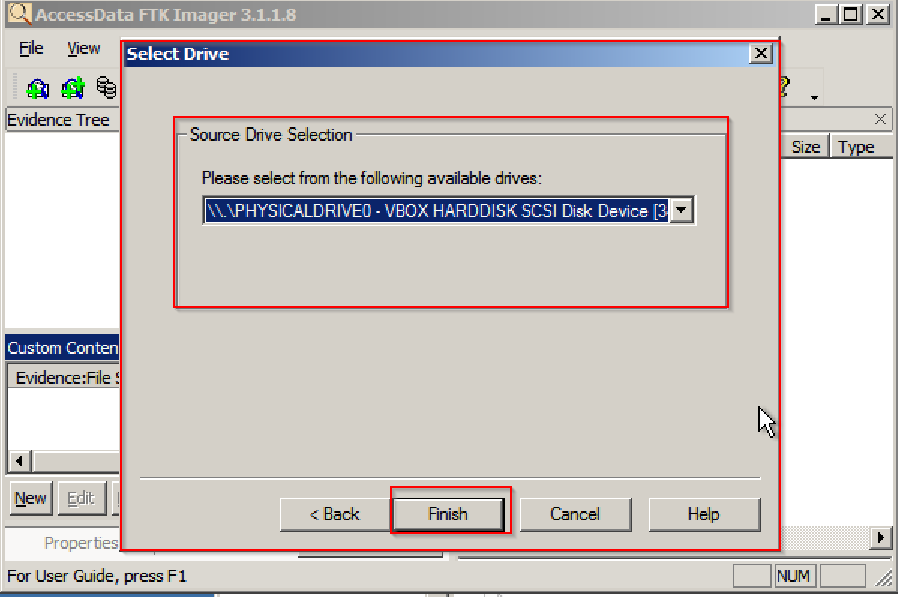 AccessData FTK Imager 3.1.1.8
File View
Select Drive
Evidence Tree
Size Type
Source Drive Selection
Please select from the following available drives:
\\.\PHYSICALDRIVE0 - VBOX HARDDISK SCSI Disk Device [3
Custom Conten
Evidence:File S
New Edit
< Back Finish Cancel Help
Properties
For User Guide, press F1
NUM